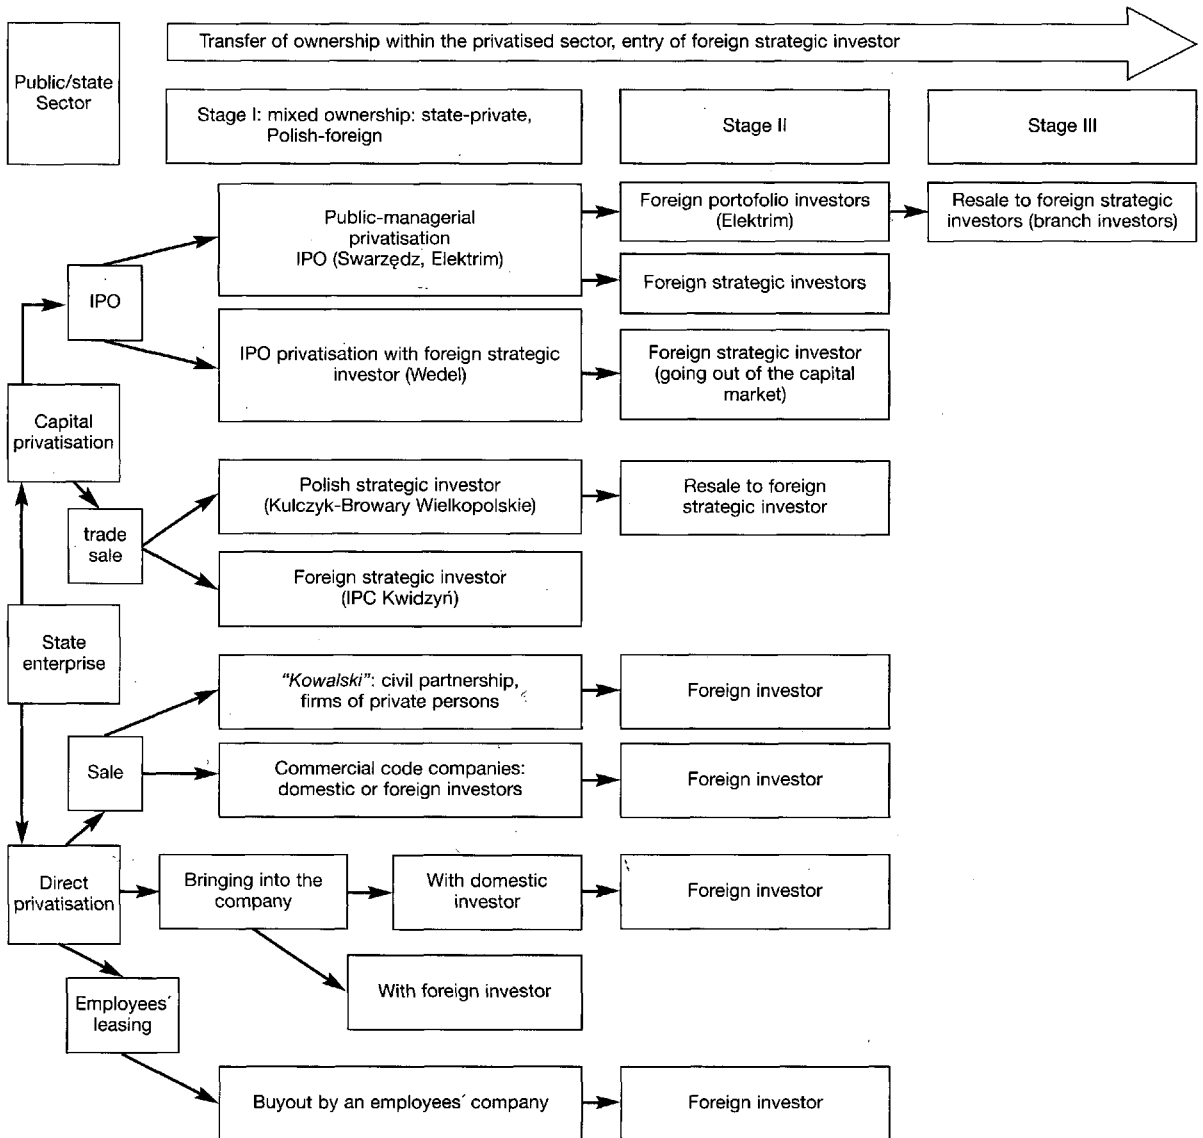 Public/state
Sector
Transfer of ownership within the privatised sector, entry of foreign strategic investor
Stage I: mixed ownership: state-private,
Polish-foreign
Stage II
Stage III
Public-managerial
privatisation
IPO (Swarzędz, Elektrim)
Foreign portofolio investors
(Elektrim)
Resale to foreign strategic
investors (branch investors)
IPO
Foreign strategic investors
IPO privatisation with foreign strategic
investor (Wedel)
Foreign strategic investor
(going out of the capital
market)
Capital
privatisation
trade
sale
Polish strategic investor
(Kulczyk-Browary Wielkopolskie)
Resale to foreign
strategic investor
Foreign strategic investor
(IPC Kwidzyń)
State
enterprise
"Kowalski": civil partnership,
firms of private persons
Foreign investor
Sale
Commercial code companies:
domestic or foreign investors
Foreign investor
Direct
privatisation
Bringing into the
company
With domestic
investor
Foreign investor
With foreign investor
Employees´
leasing
Buyout by an employees´ company
Foreign investor